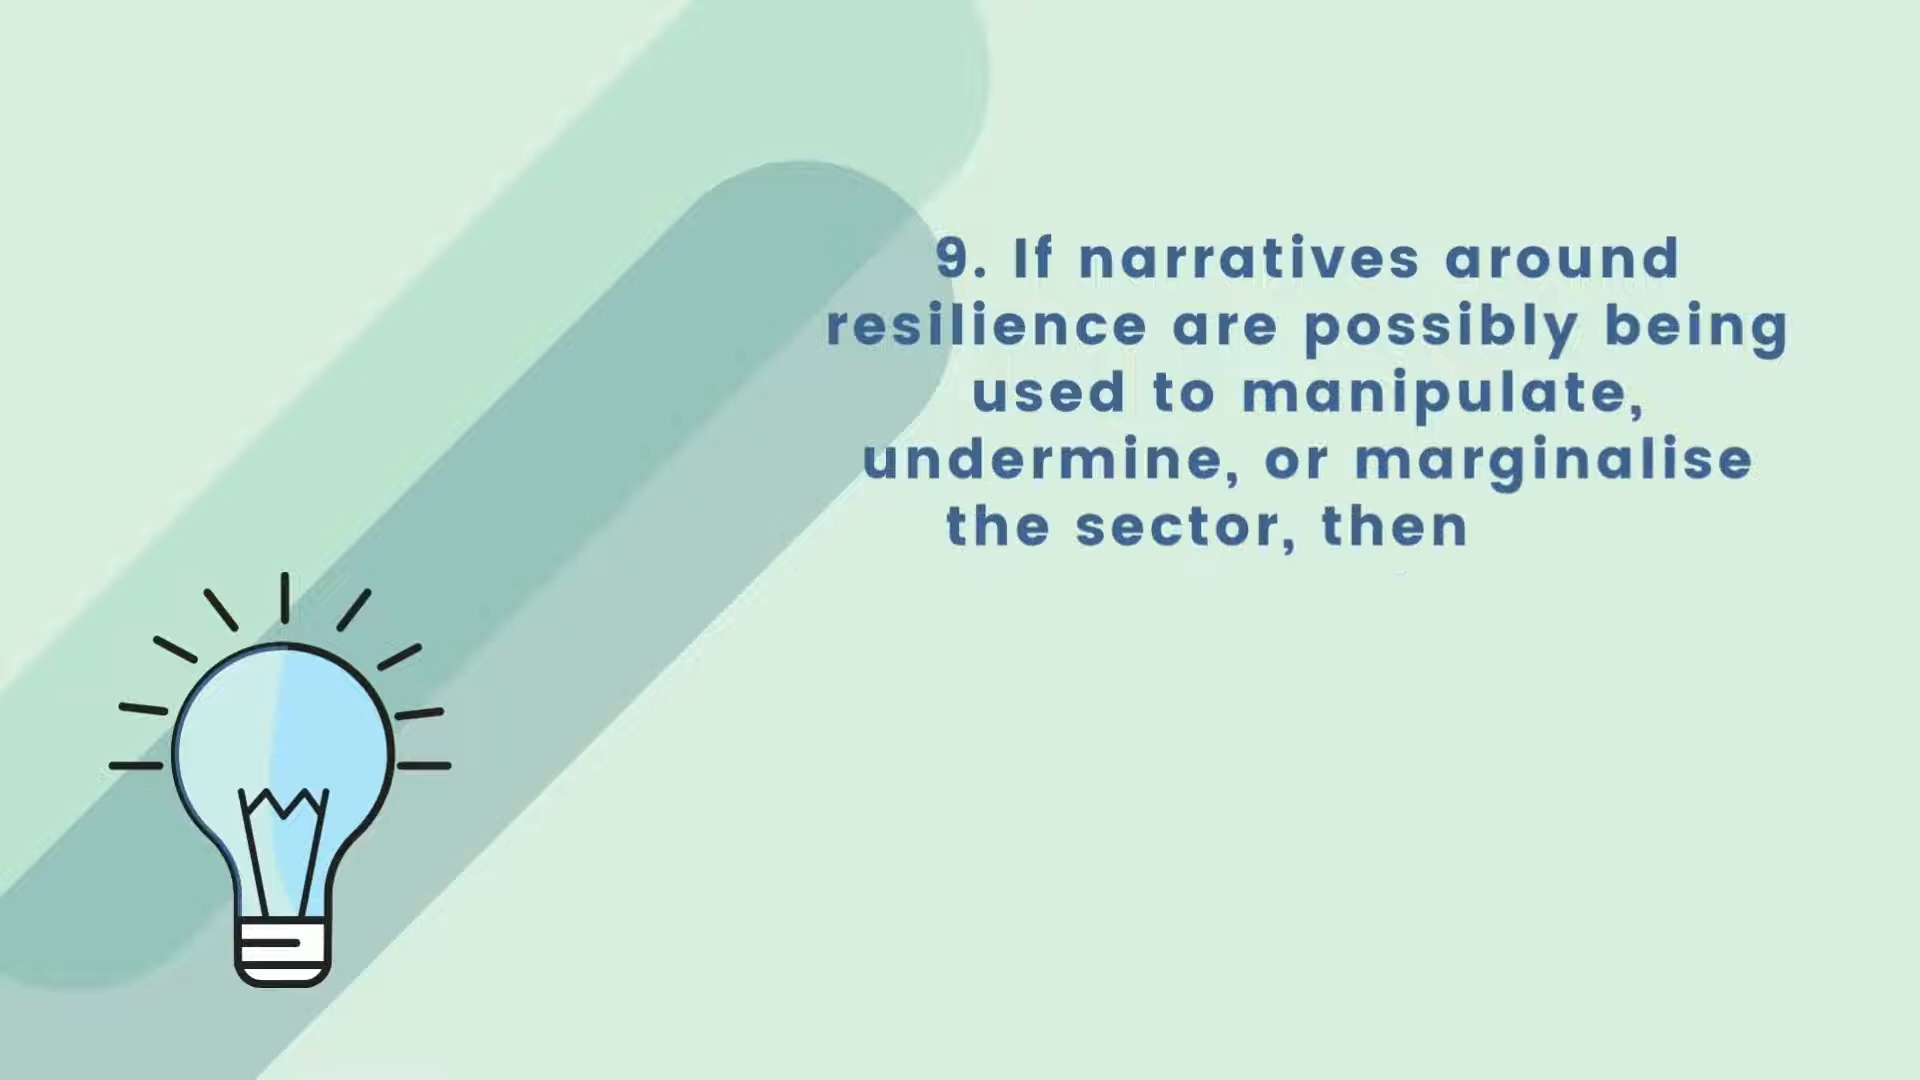 9. If narratives around
resilience are possibly being
used to manipulate,
undermine, or marginalise
the sector, then